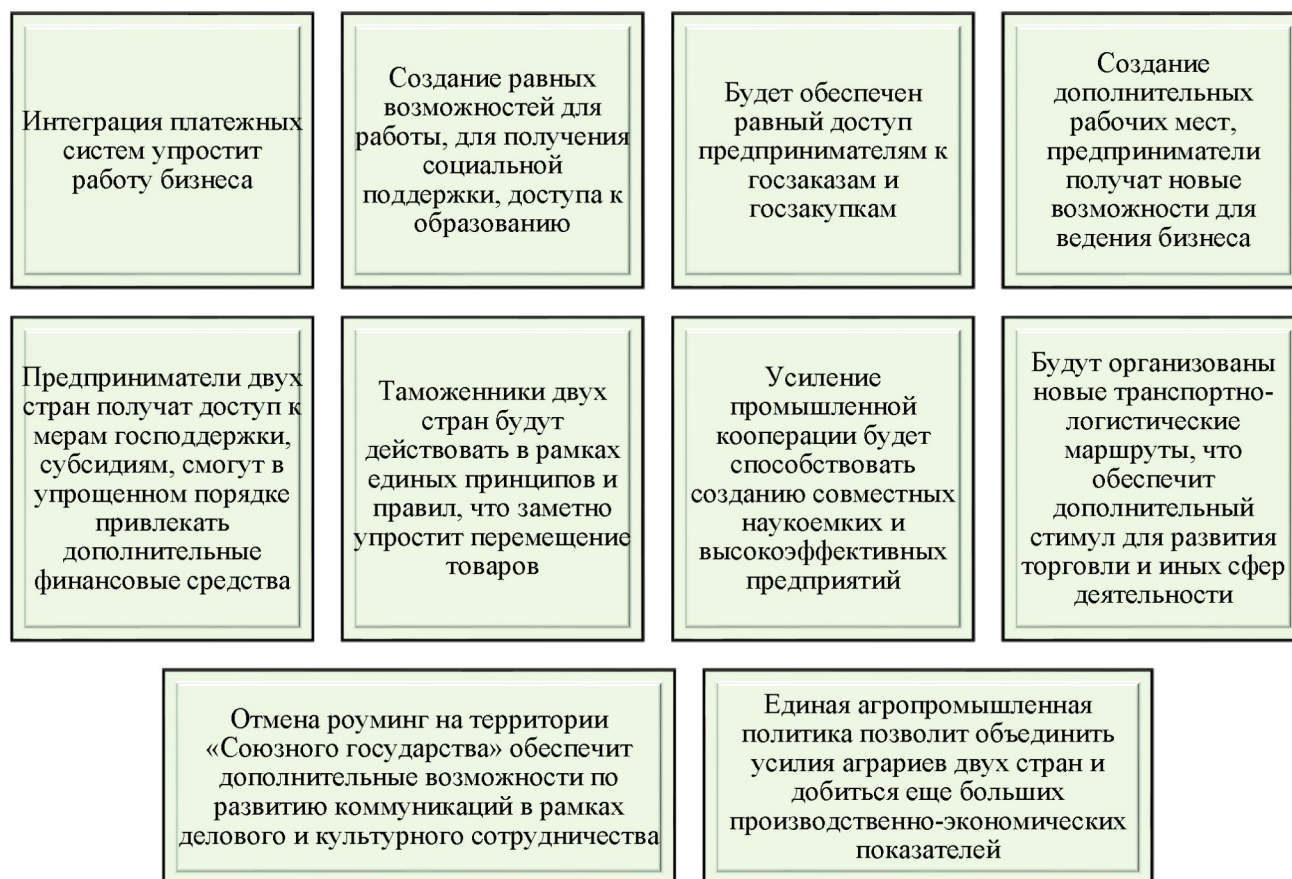 Интеграция платежных
систем упростит
работу бизнеса
Создание равных
возможностей для
работы, для получения
социальной
поддержки, доступа к
образованию
Будет обеспечен
равный доступ
предпринимателям к
госзаказам и
госзакупкам
Создание
дополнительных
рабочих мест,
предприниматели
получат новые
возможности для
ведения бизнеса
Предприниматели двух
стран получат доступ к
мерам господдержки,
субсидиям, смогут в
упрощенном порядке
привлекать
дополнительные
финансовые средства
Таможенники двух
стран будут
действовать в рамках
единых принципов и
правил, что заметно
упростит перемещение
товаров
Усиление
промышленной
кооперации будет
способствовать
созданию совместных
наукоемких и
высокоэффективных
предприятий
Будут организованы
новые транспортно-
логистические
маршруты, что
обеспечит
дополнительный
стимул для развития
торговли и иных сфер
деятельности
Отмена роуминг на территории
«Союзного государства» обеспечит
дополнительные возможности по
развитию коммуникаций в рамках
делового и культурного сотрудничества
Единая агропромышленная
политика позволит объединить
усилия аграриев двух стран и
добиться еще больших
производственно-экономических
показателей